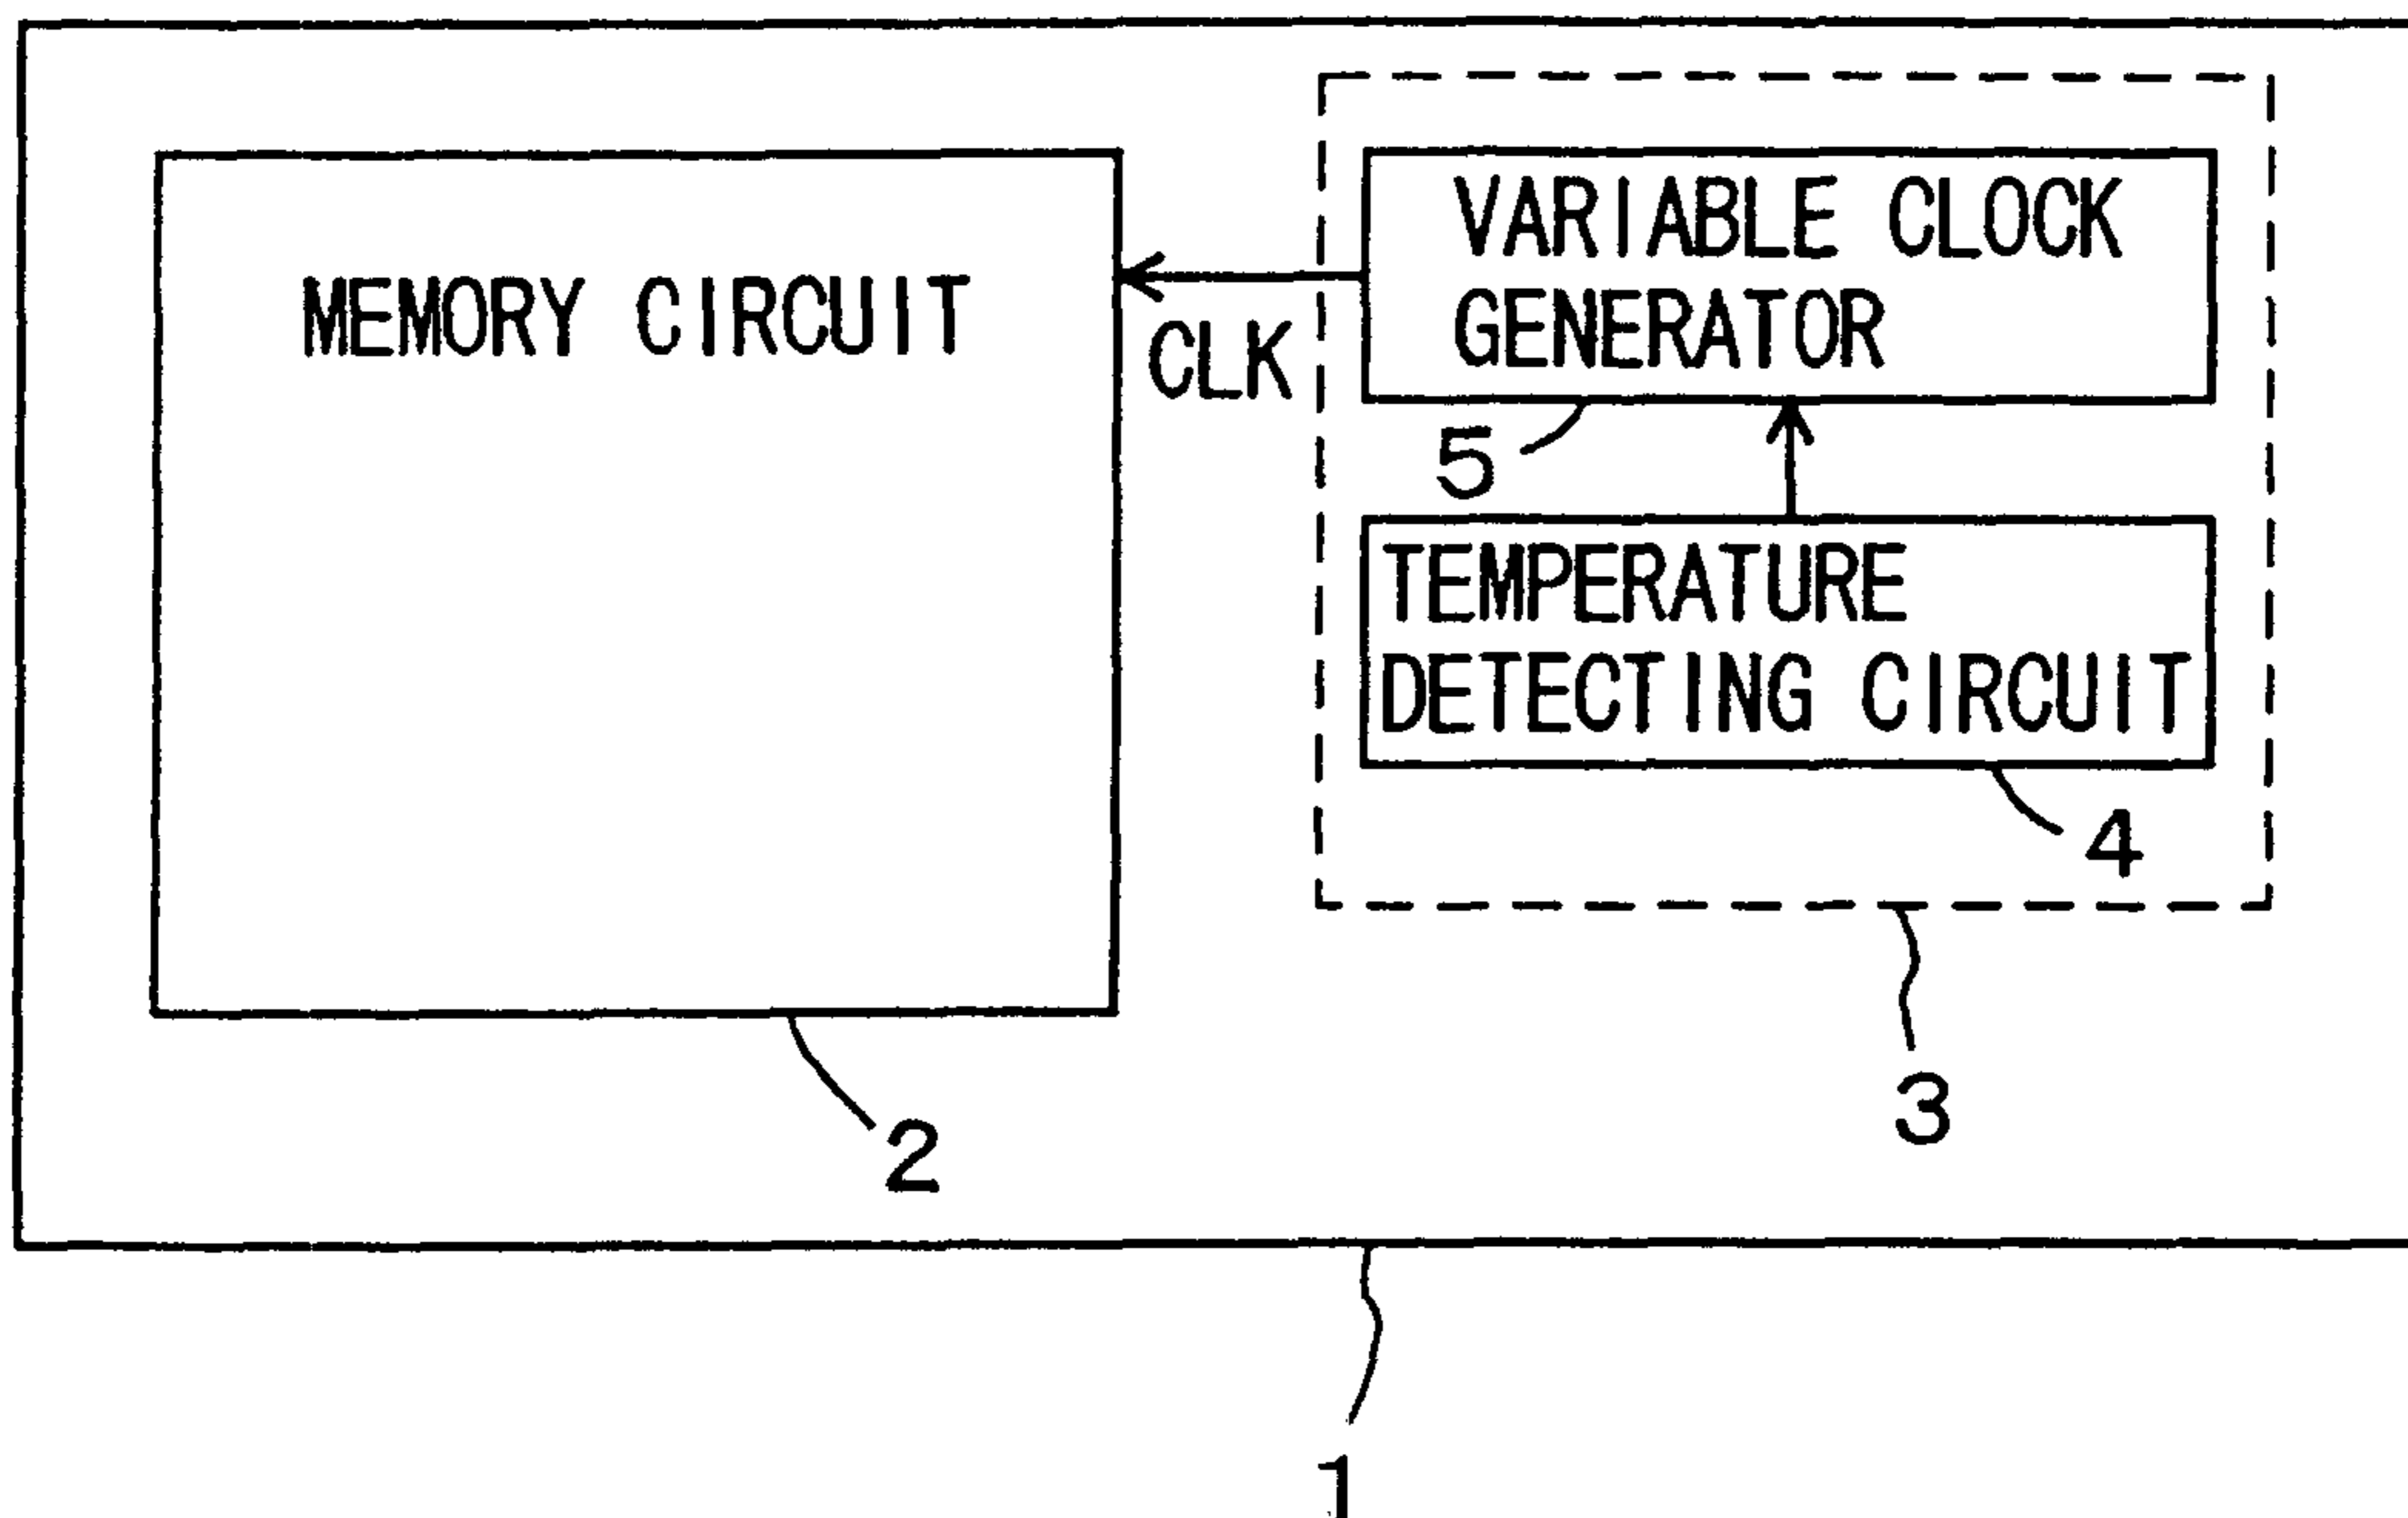 MEMORY CIRCUIT
CLK
VARIABLE CLOCK
GENERATOR
5
TEMPERATURE
DETECTING CIRCUIT
4
3
2
1